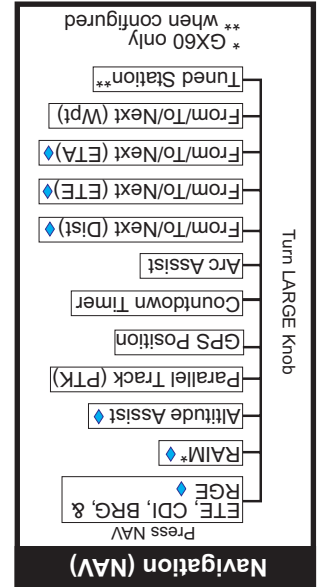 Navigation (NAV)
Press NAV
ETE, CDI, BRG, &
RGE
RAIM*
Altitude Assist
Parallel Track (PTK)
GPS Position
Countdown Timer
Arc Assist
From/To/Next (Dist)
From/To/Next (ETE)
From/To/Next (ETA)
From/To/Next (Wpt)
Tuned Station**
Turn LARGE Knob
* GX60 only
** when configured